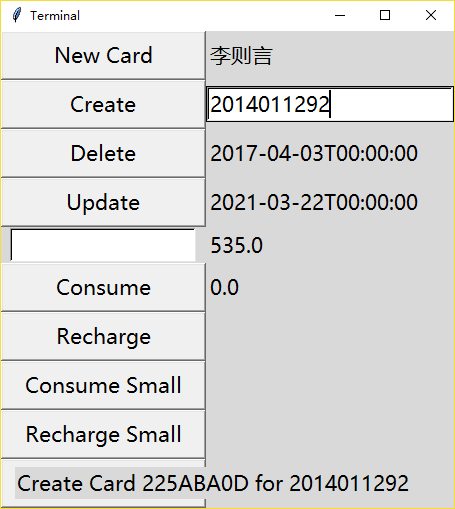 Terminal
New Card 李则言
Create 2014011292
Delete 2017-04-03T00:00:00
Update 2021-03-22T00:00:00
535.0
Consume 0.0
Recharge
Consume Small
Recharge Small
Create Card 225ABA0D for 2014011292